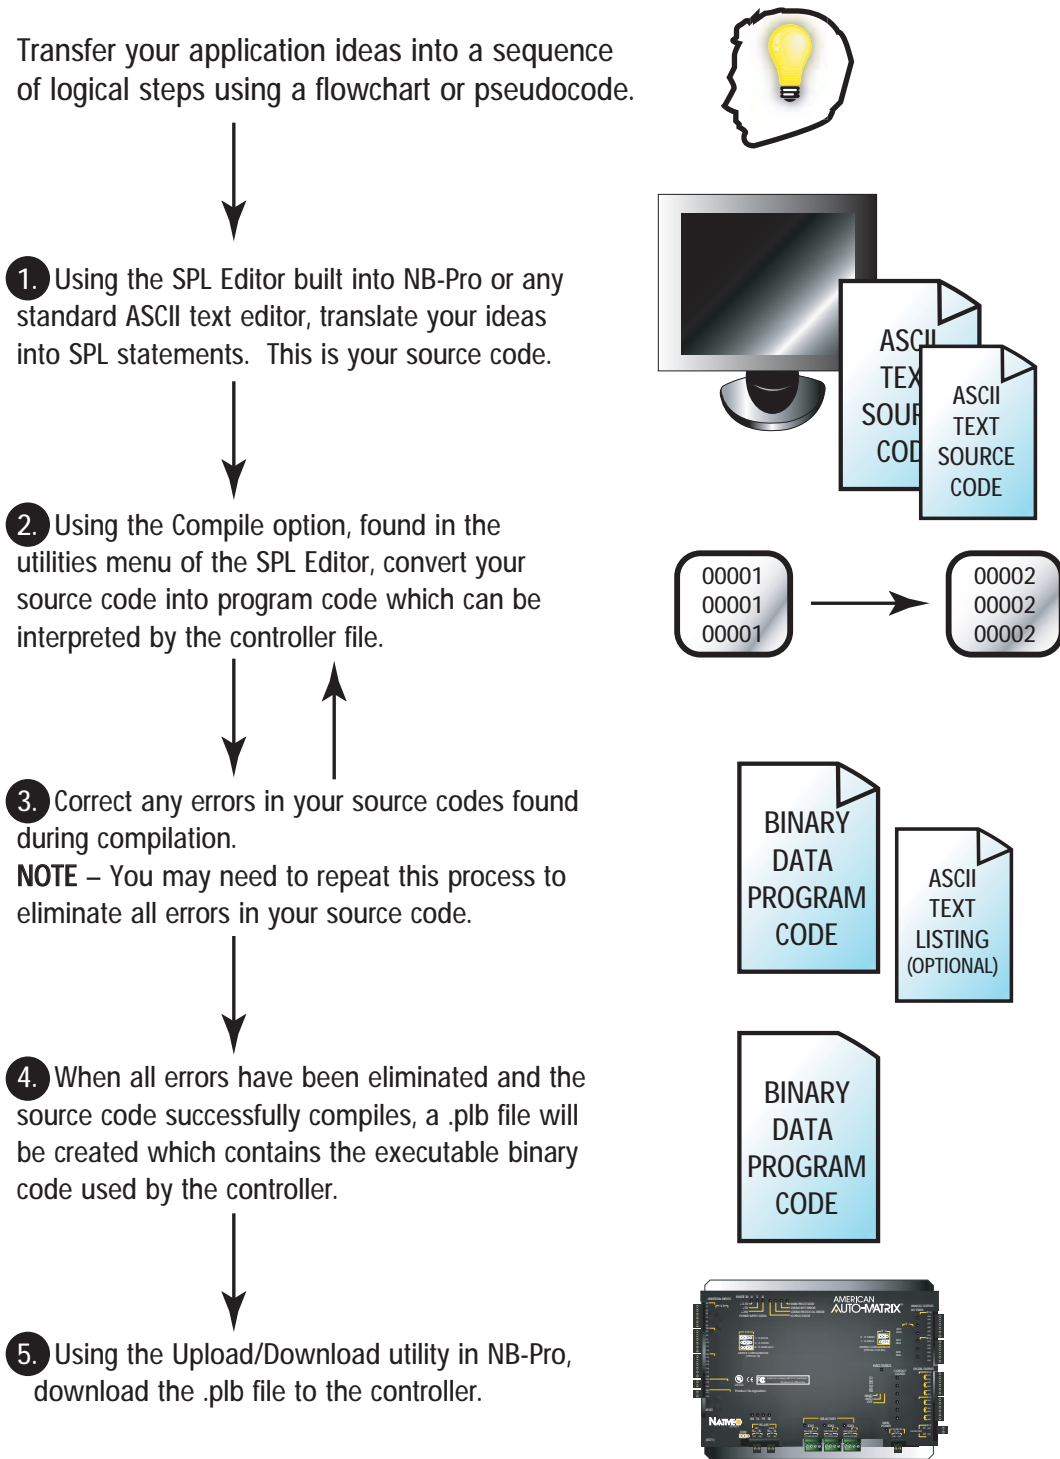 Transfer your application ideas into a sequence
of logical steps using a flowchart or pseudocode.
1. Using the SPL Editor built into NB-Pro or any
standard ASCII text editor, translate your ideas
into SPL statements. This is your source code.
ASCII
TEX
SOUR
COD
ASCII
TEXT
SOURCE
CODE
2. Using the Compile option, found in the
utilities menu of the SPL Editor, convert your
source code into program code which can be
interpreted by the controller file.
00001
00001
00001
00002
00002
00002
3. Correct any errors in your source codes found
during compilation.
NOTE – You may need to repeat this process to
eliminate all errors in your source code.
BINARY
DATA
PROGRAM
CODE
ASCII
TEXT
LISTING
(OPTIONAL)
4. When all errors have been eliminated and the
source code successfully compiles, a .plb file will
be created which contains the executable binary
code used by the controller.
BINARY
DATA
PROGRAM
CODE
5. Using the Upload/Download utility in NB-Pro,
download the .plb file to the controller.
AMERICAN
AUTO-MATRIX
NATIVE